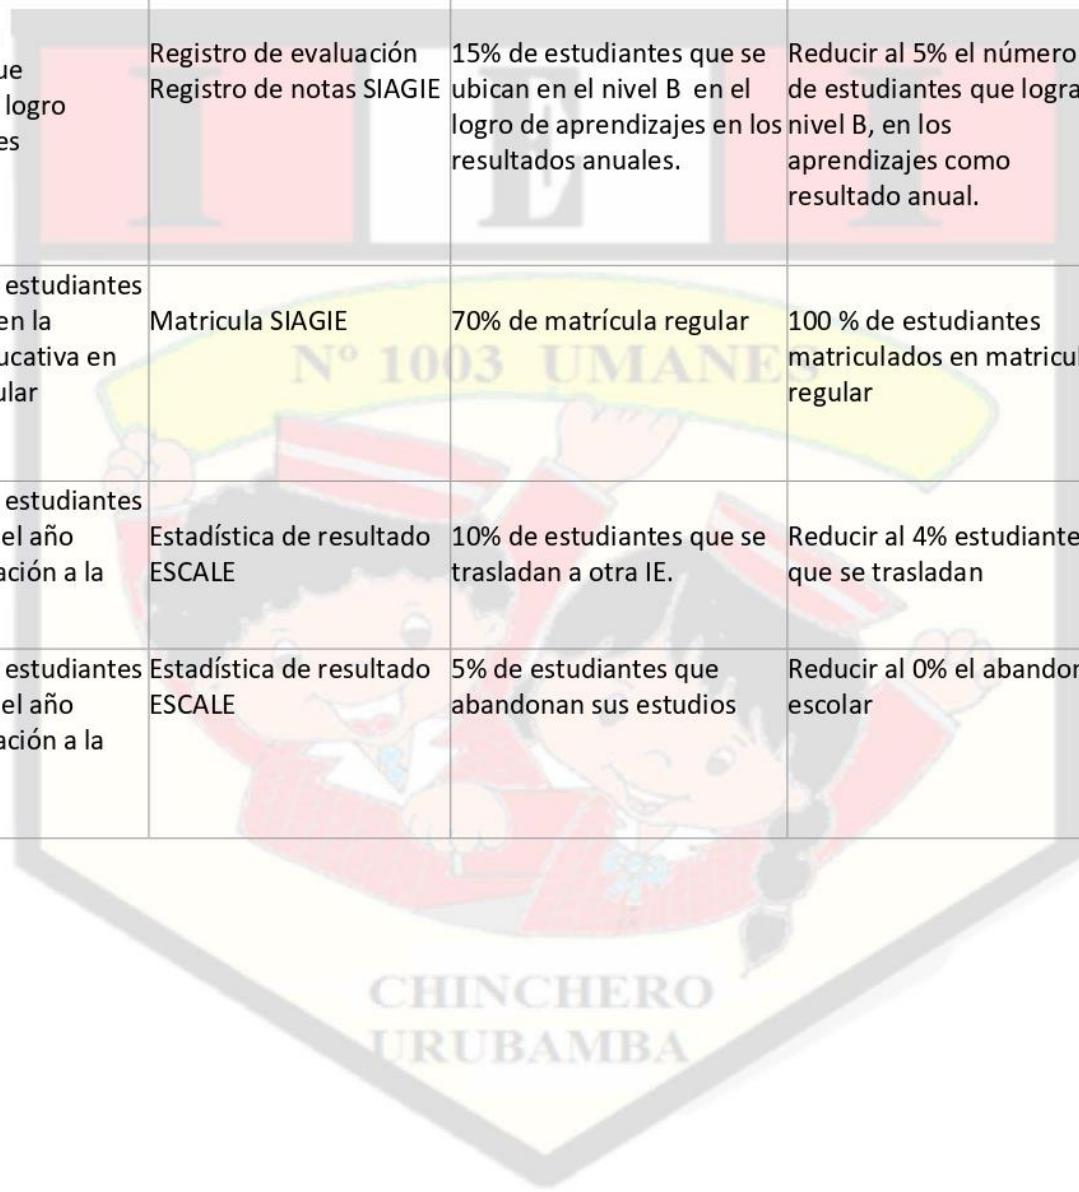 ue
logro
es
Registro de evaluación
Registro de notas SIAGIE
15% de estudiantes que se
ubican en el nivel B en el
logro de aprendizajes en los
resultados anuales.
Reducir al 5% el número
de estudiantes que logra
nivel B, en los
aprendizajes como
resultado anual.
estudiantes
en la
ucativa en
ular
Matricula SIAGIE
70% de matrícula regular
100 % de estudiantes
matriculados en matricul
regular
estudiantes
el año
ación a la
Estadística de resultado
ESCALE
10% de estudiantes que se
trasladan a otra IE.
Reducir al 4% estudiante
que se trasladan
estudiantes
el año
ación a la
Estadística de resultado
ESCALE
5% de estudiantes que
abandonan sus estudios
Reducir al 0% el abandon
escolar
I E I
Nº 1003 UMANES
CHINCHERO
URUBAMBA